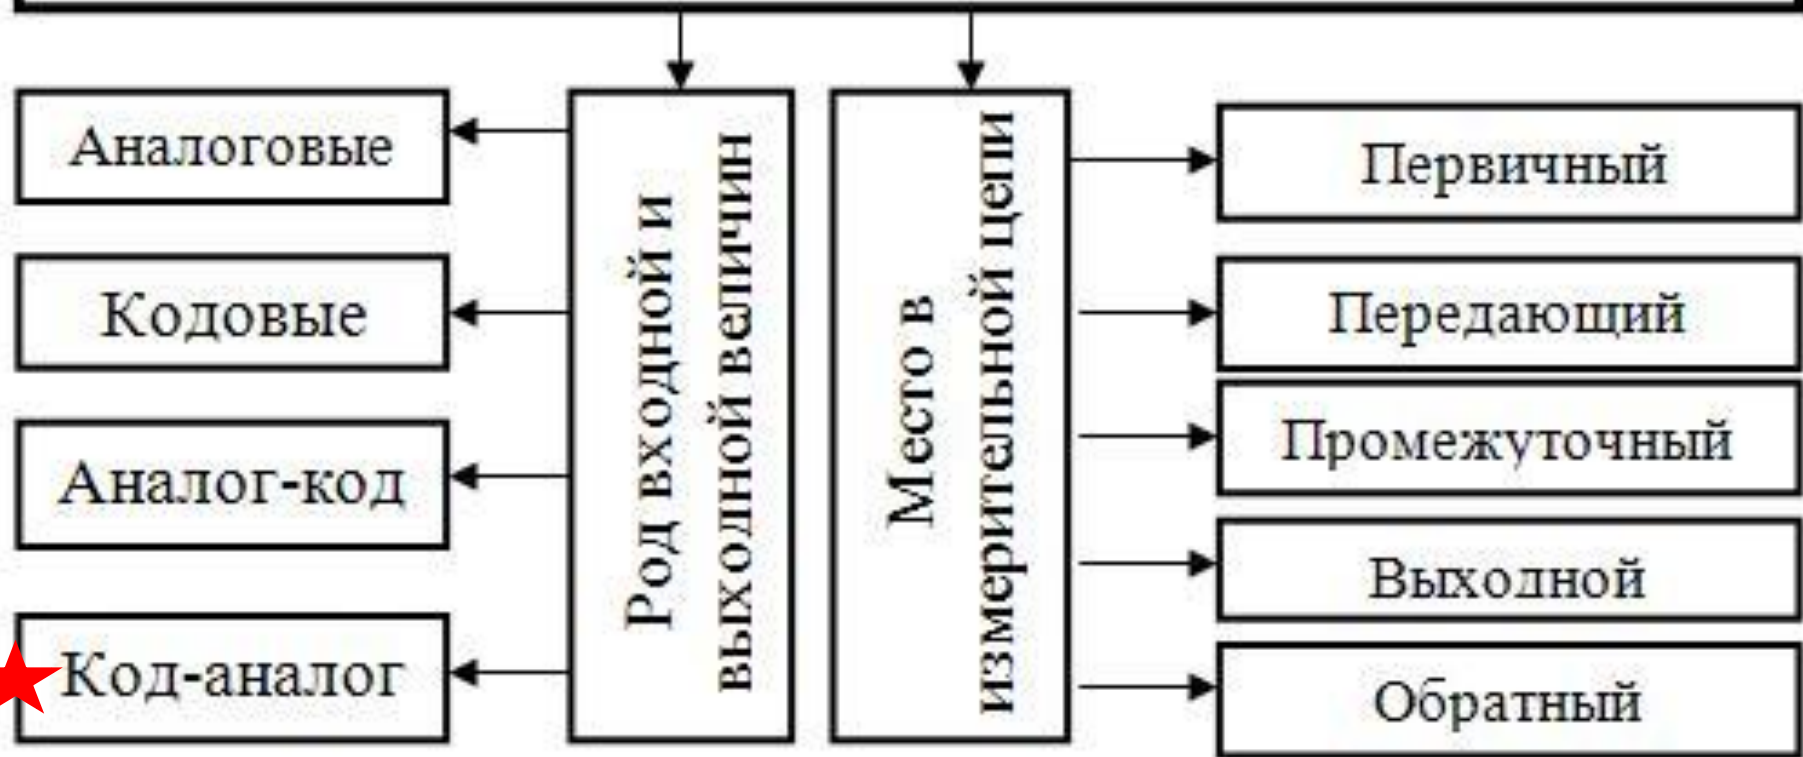 Аналоговые
Кодовые
Аналог-код
Код-аналог
Род входной и
выходной величин
Место в
измерительной цепи
Первичный
Передающий
Промежуточный
Выходной
Обратный